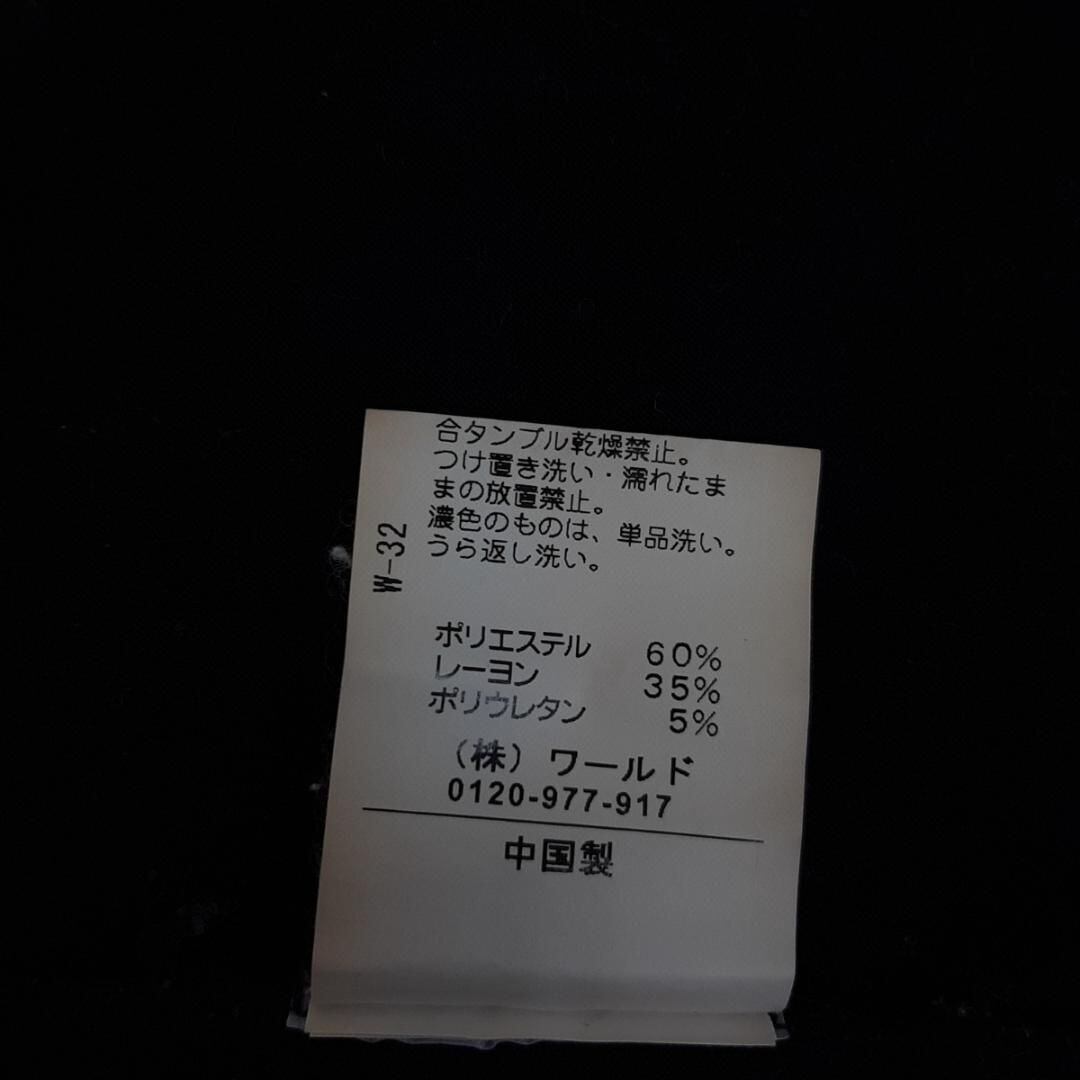 合タンブル乾燥禁止。
つけ置き洗い・濡れたま
まの放置禁止。
濃色のものは、単品洗い。
うら返し洗い。
W-32
ポリエステル 60%
レーヨン 35%
ポリウレタン 5%
（株）ワールド
0120-977-917
中国製